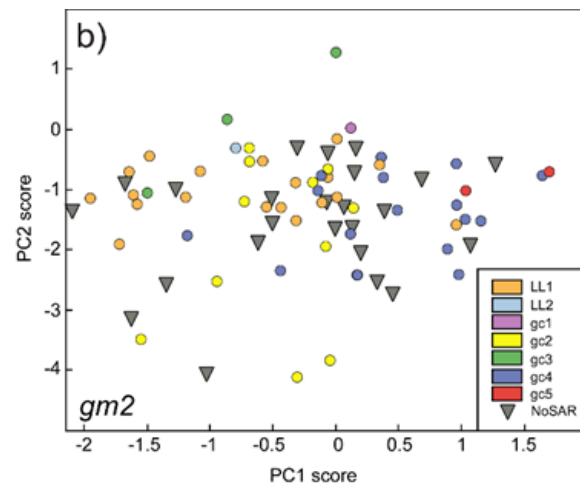 b)
1
0
-1
-2
-3
-4
PC2 score
gm2
LL1
LL2
gc1
gc2
gc3
gc4
gc5
NoSAR
-2 -1.5 -1 -0.5 0 0.5 1 1.5
PC1 score